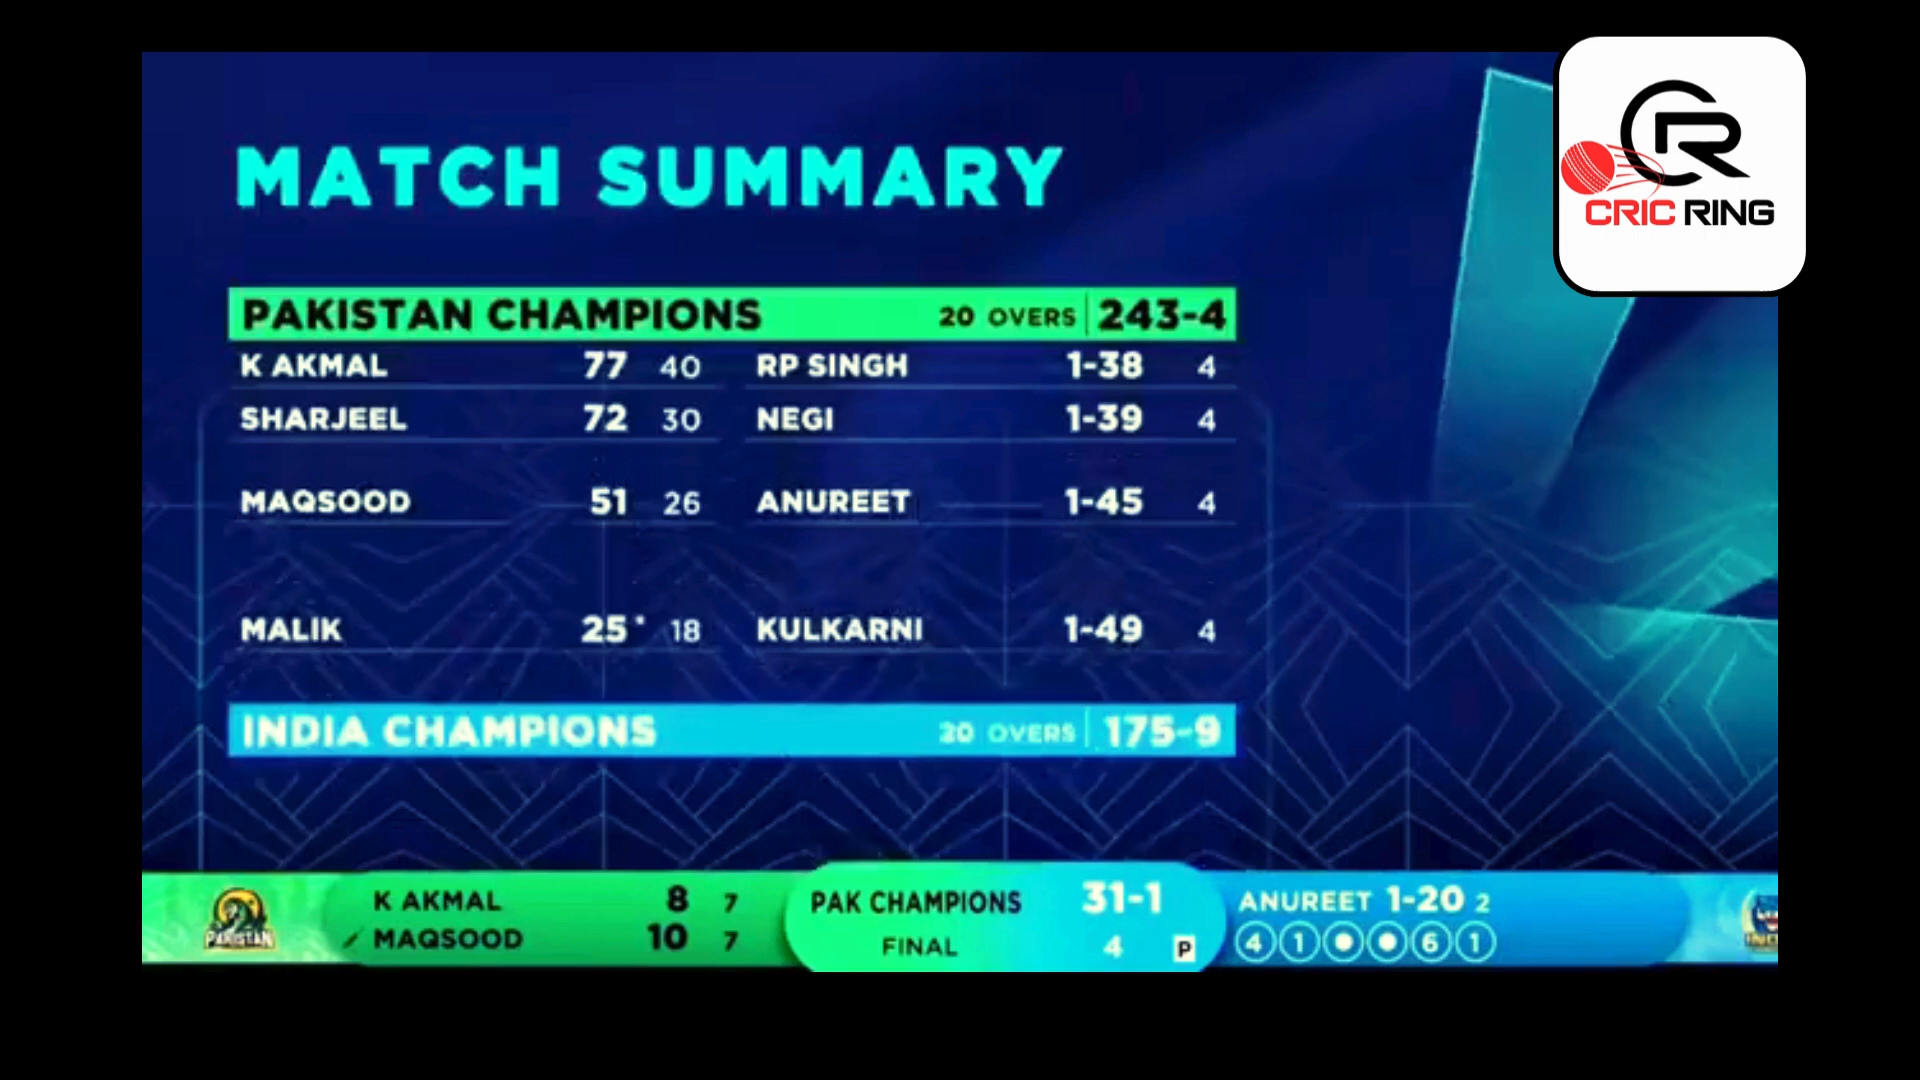 MATCH SUMMARY
CR
CRIC RING
PAKISTAN CHAMPIONS 20 OVERS 243-4
K AKMAL 77 40 RP SINGH 1-38 4
SHARJEEL 72 30 NEGI 1-39 4
MAQSOOD 51 26 ANUREET 1-45 4
MALIK 25* 18 KULKARNI 1-49 4
INDIA CHAMPIONS 20 OVERS 175-9
PAKISTAN
K AKMAL 8 7 PAK CHAMPIONS 31-1 ANUREET 1-20 2
MAQSOOD 10 7 FINAL 4 P 4 1 • • 6 1